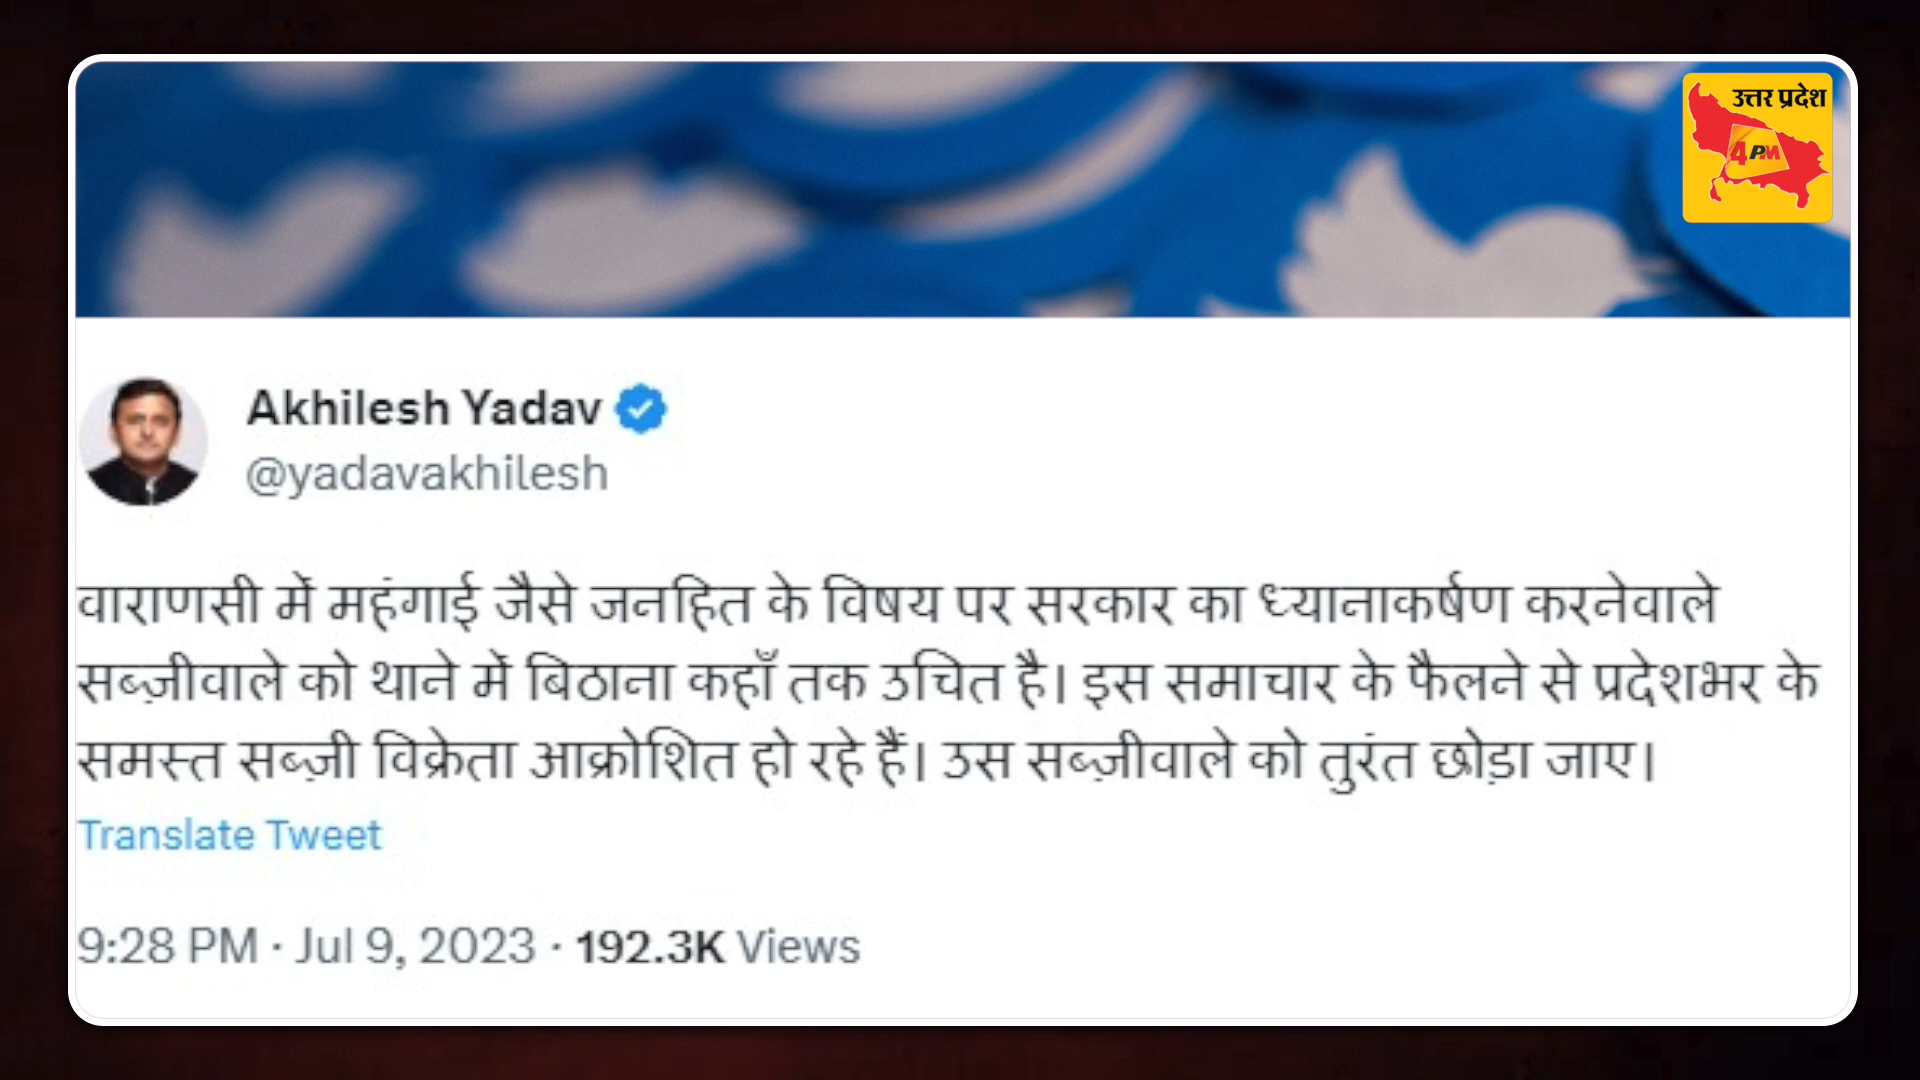 उत्तर प्रदेश
4PM
Akhilesh Yadav
@yadavakhilesh
वाराणसी में महंगाई जैसे जनहित के विषय पर सरकार का ध्यानाकर्षण करनेवाले
सब्ज़ीवाले को थाने में बिठाना कहाँ तक उचित है। इस समाचार के फैलने से प्रदेशभर के
समस्त सब्ज़ी विक्रेता आक्रोशित हो रहे हैं। उस सब्ज़ीवाले को तुरंत छोड़ा जाए।
Translate Tweet
9:28 PM · Jul 9, 2023 · 192.3K Views